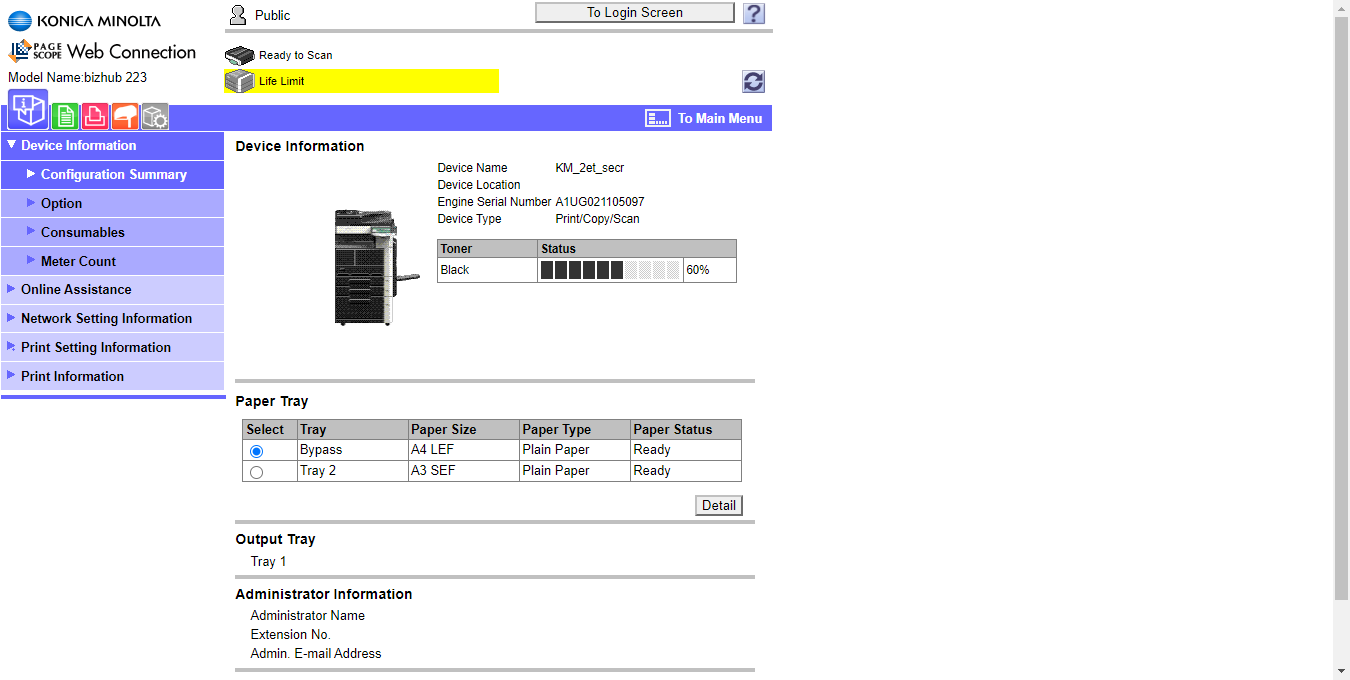 KONICA MINOLTA
PAGE SCOPE Web Connection
Model Name:bizhub 223
Public
To Login Screen
?
Ready to Scan
Life Limit
To Main Menu
Device Information
Configuration Summary
Option
Consumables
Meter Count
Online Assistance
Network Setting Information
Print Setting Information
Print Information
Device Information
Device Name KM_2et_secr
Device Location
Engine Serial Number A1UG021105097
Device Type Print/Copy/Scan
Toner Status
Black 60%
Paper Tray
Select Tray Paper Size Paper Type Paper Status
Bypass A4 LEF Plain Paper Ready
Tray 2 A3 SEF Plain Paper Ready
Detail
Output Tray
Tray 1
Administrator Information
Administrator Name
Extension No.
Admin. E-mail Address